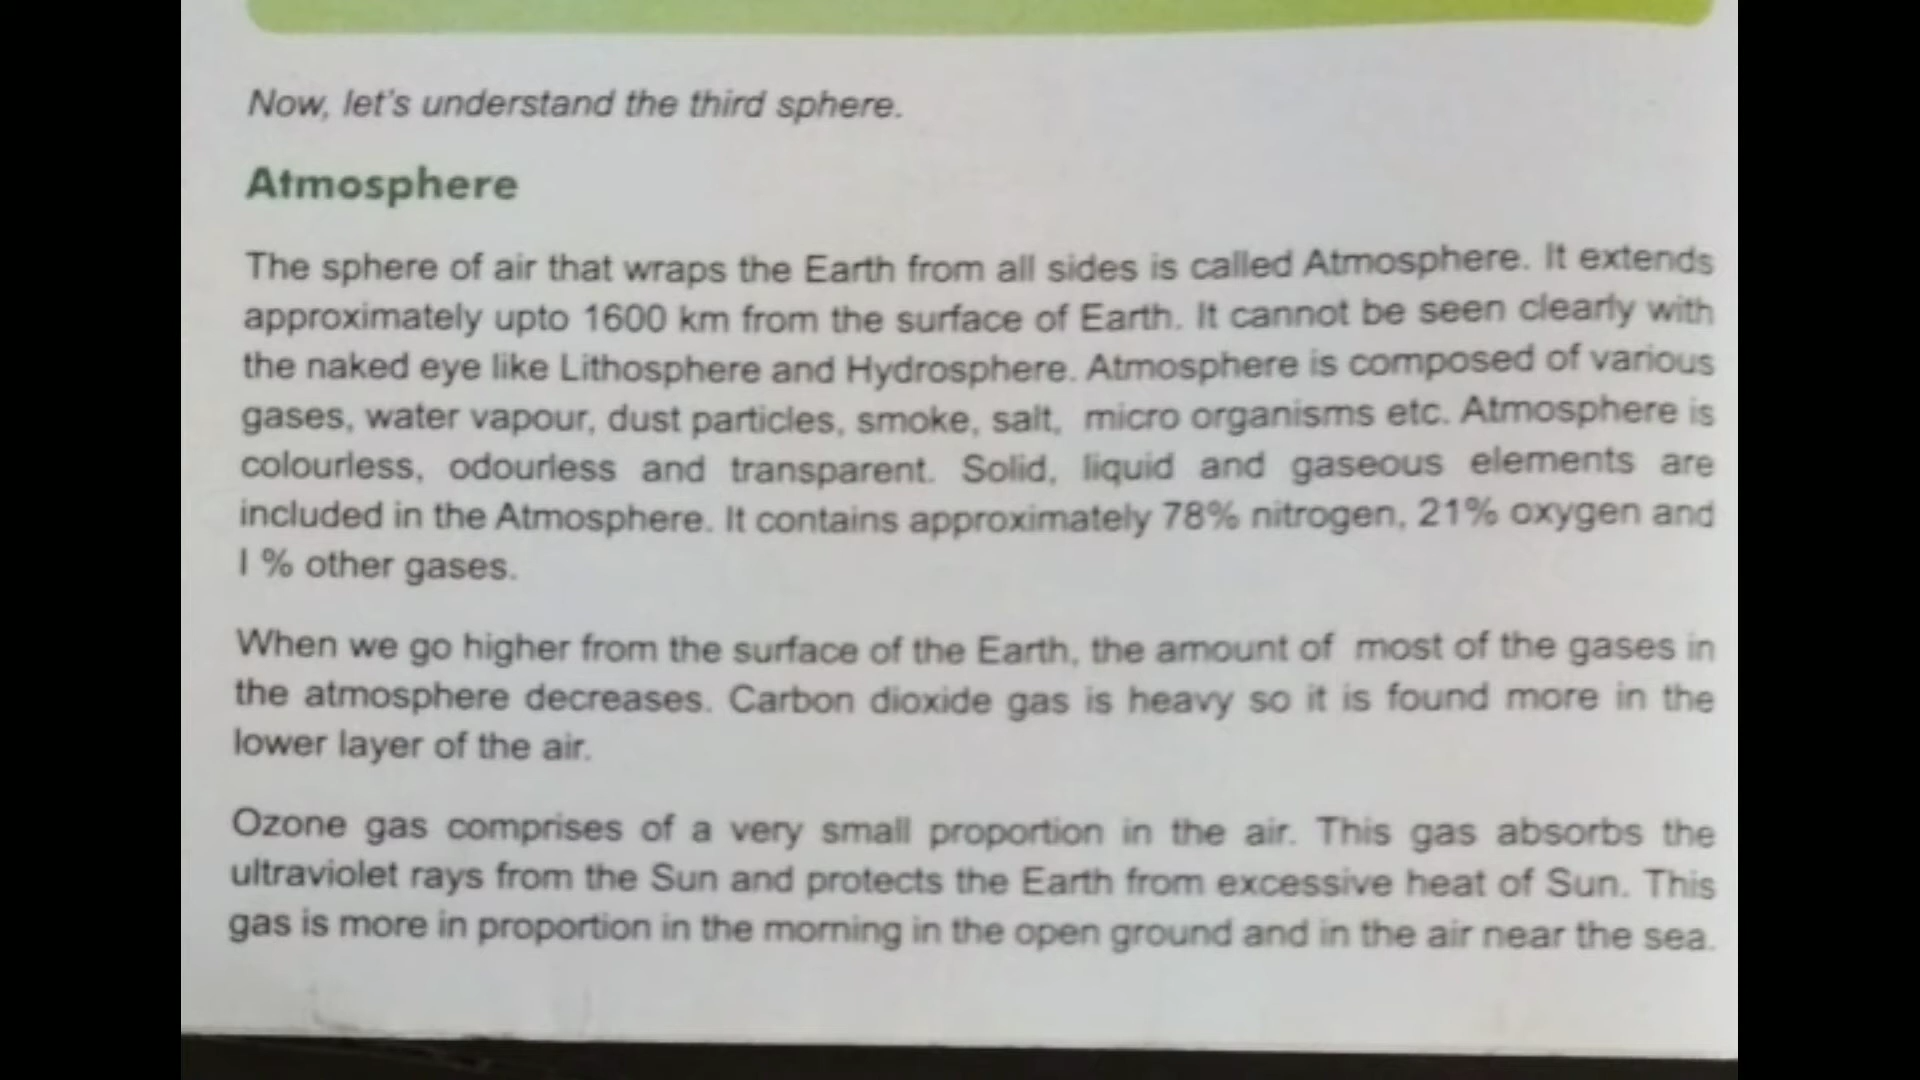 Now, let's understand the third sphere.
Atmosphere
The sphere of air that wraps the Earth from all sides is called Atmosphere. It extends
approximately upto 1600 km from the surface of Earth. It cannot be seen clearly with
the naked eye like Lithosphere and Hydrosphere. Atmosphere is composed of various
gases, water vapour, dust particles, smoke, salt, micro organisms etc. Atmosphere is
colourless, odourless and transparent. Solid, liquid and gaseous elements are
included in the Atmosphere. It contains approximately 78% nitrogen, 21% oxygen and
I % other gases.
When we go higher from the surface of the Earth, the amount of most of the gases in
the atmosphere decreases. Carbon dioxide gas is heavy so it is found more in the
lower layer of the air.
Ozone gas comprises of a very small proportion in the air. This gas absorbs the
ultraviolet rays from the Sun and protects the Earth from excessive heat of Sun. This
gas is more in proportion in the morning in the open ground and in the air near the sea.